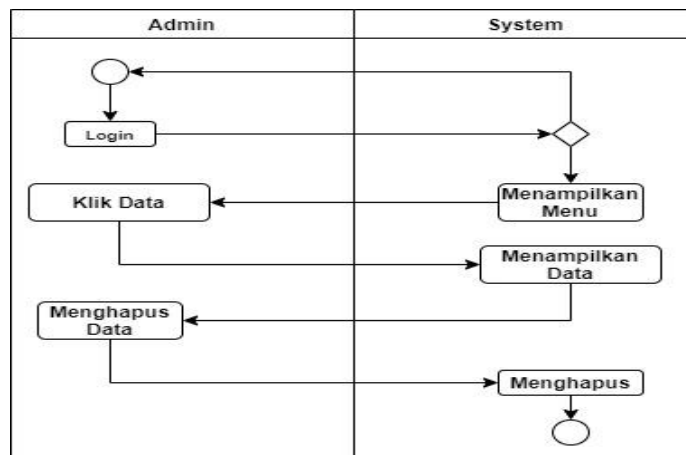 Admin
System
Login
Menampilkan
Menu
Klik Data
Menampilkan
Data
Menghapus
Data
Menghapus